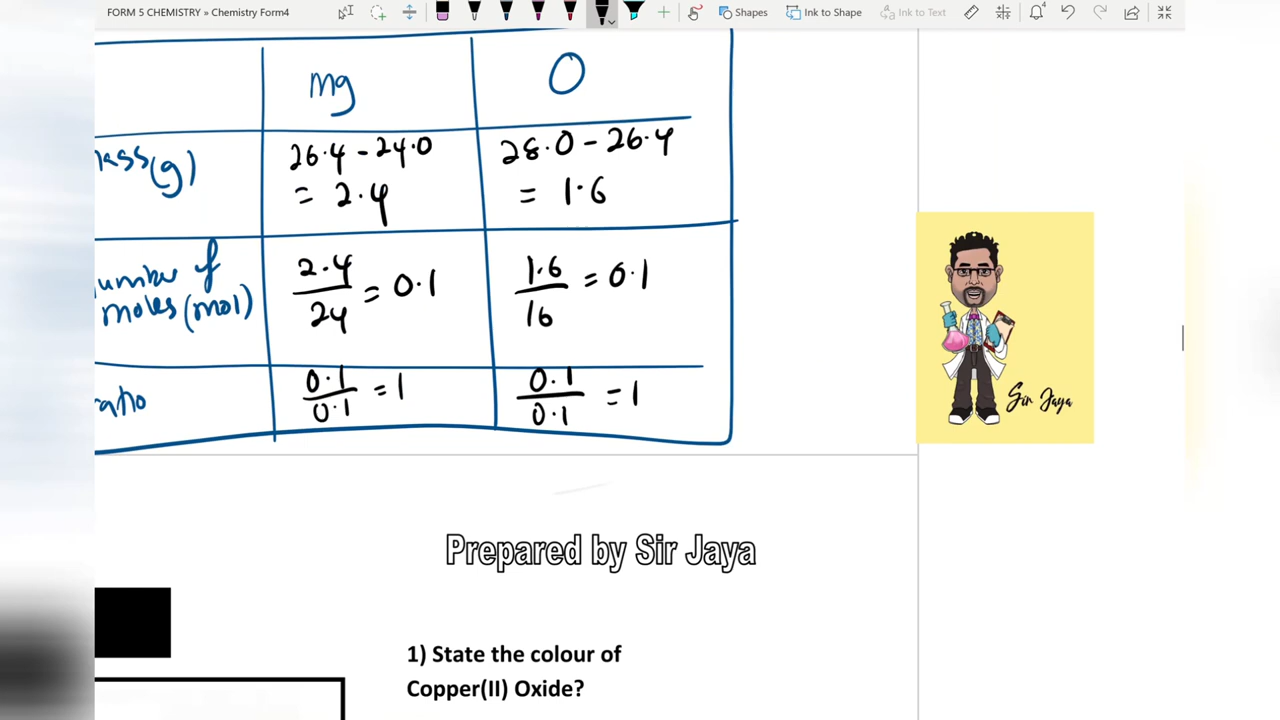 FORM 5 CHEMISTRY » Chemistry Form4
Shapes
Ink to Shape
Ink to Text
4
Mg
O
ass(g)
26.4 - 24.0
= 2.4
28.0 - 26.4
= 1.6
umber of
moles (mol)
2.4
24
= 0.1
1.6
16
= 0.1
ratio
0.1
0.1
= 1
0.1
0.1
= 1
Sir Jaya
Prepared by Sir Jaya
1) State the colour of
Copper(II) Oxide?